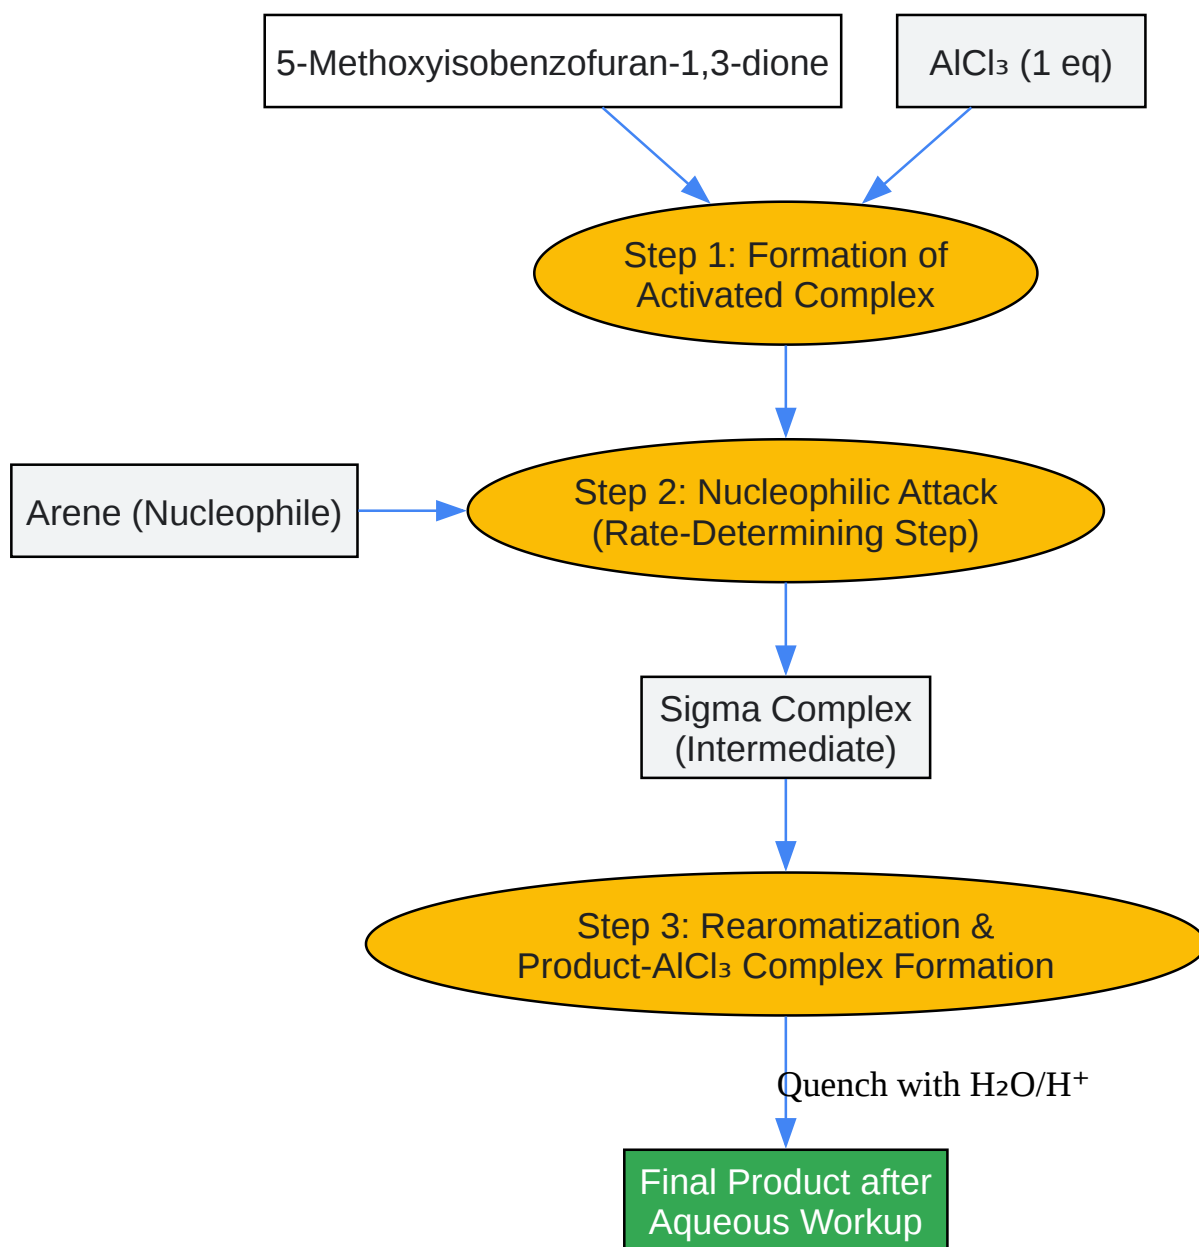 5-Methoxyisobenzofuran-1,3-dione
AlCl₃ (1 eq)
Step 1: Formation of
Activated Complex
Arene (Nucleophile)
Step 2: Nucleophilic Attack
(Rate-Determining Step)
Sigma Complex
(Intermediate)
Step 3: Rearomatization &
Product-AlCl₃ Complex Formation
Quench with H₂O/H⁺
Final Product after
Aqueous Workup